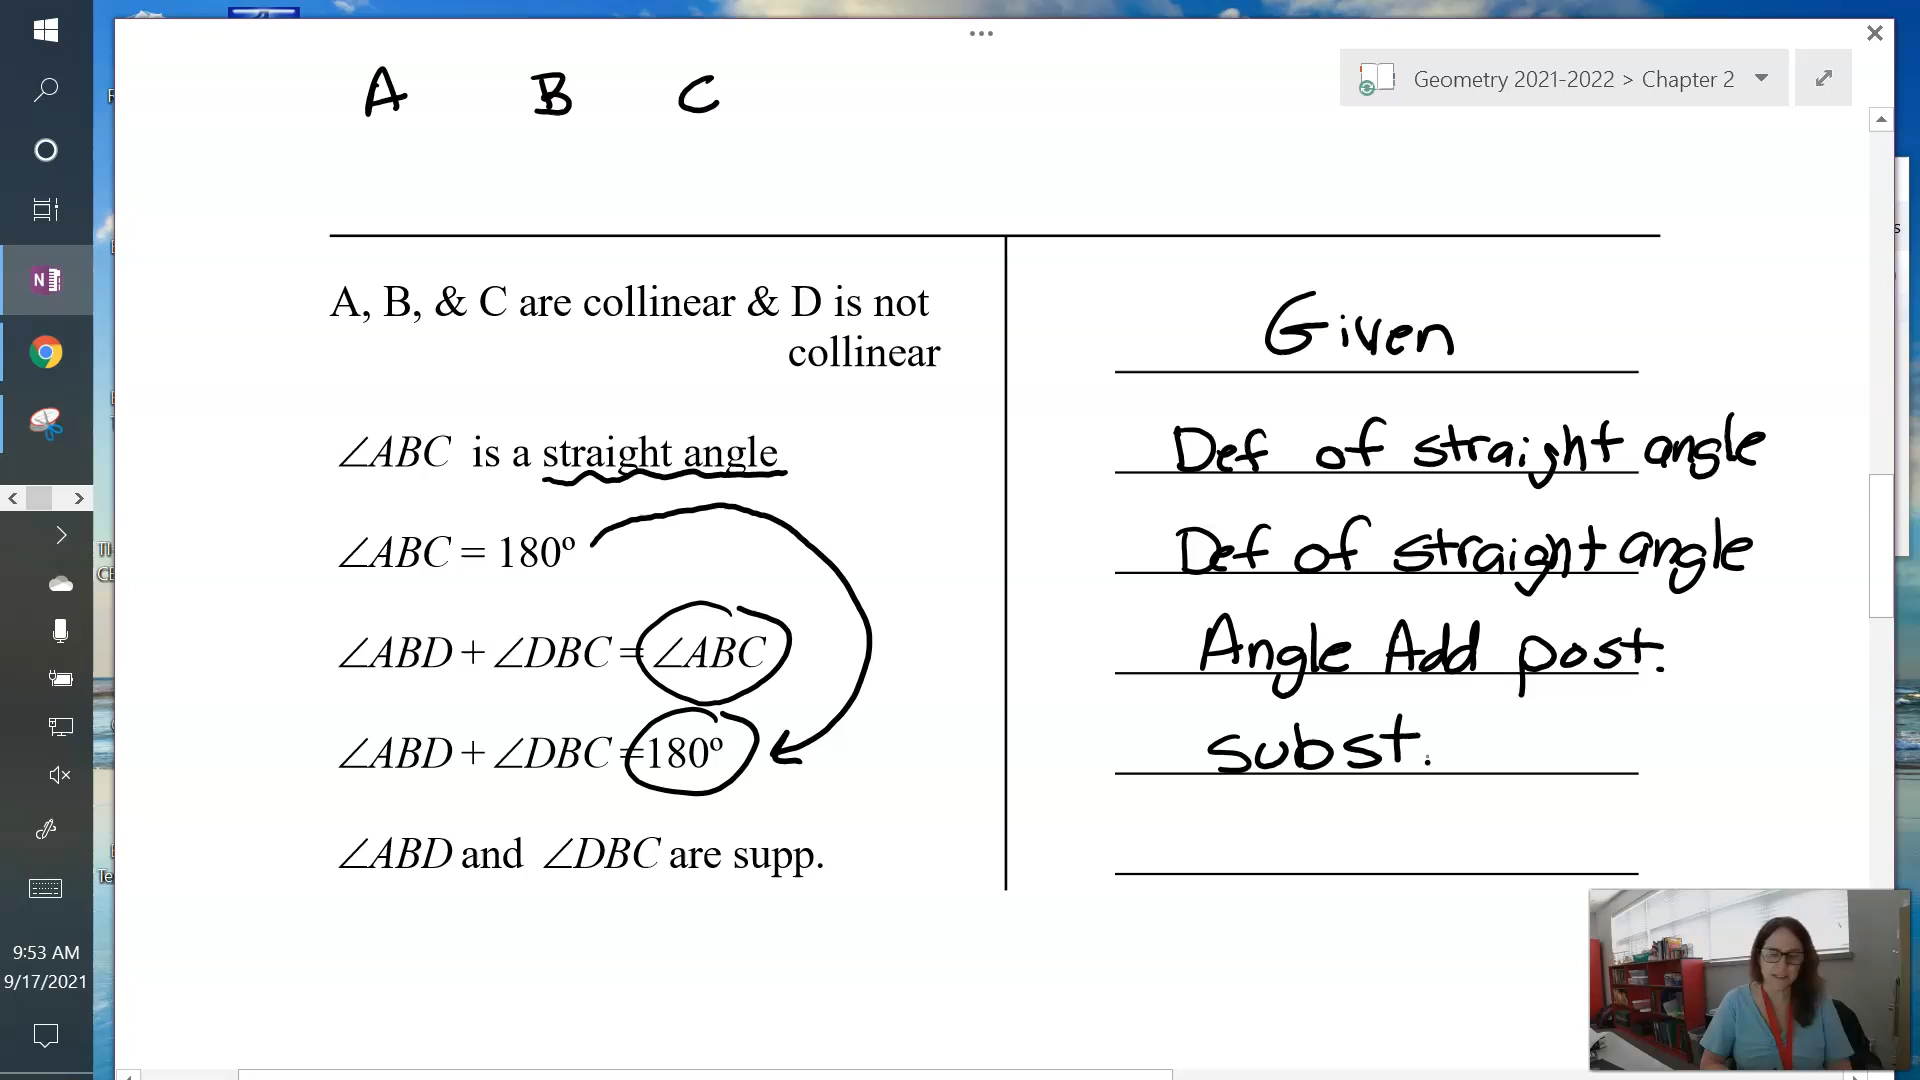 Geometry 2021-2022 > Chapter 2
A B C
A, B, & C are collinear & D is not
collinear
Given
∠ABC is a straight angle
Def of straight angle
∠ABC = 180º
Def of straight angle
∠ABD + ∠DBC = ∠ABC
Angle Add post.
∠ABD + ∠DBC = 180º
subst.
∠ABD and ∠DBC are supp.
9:53 AM
9/17/2021